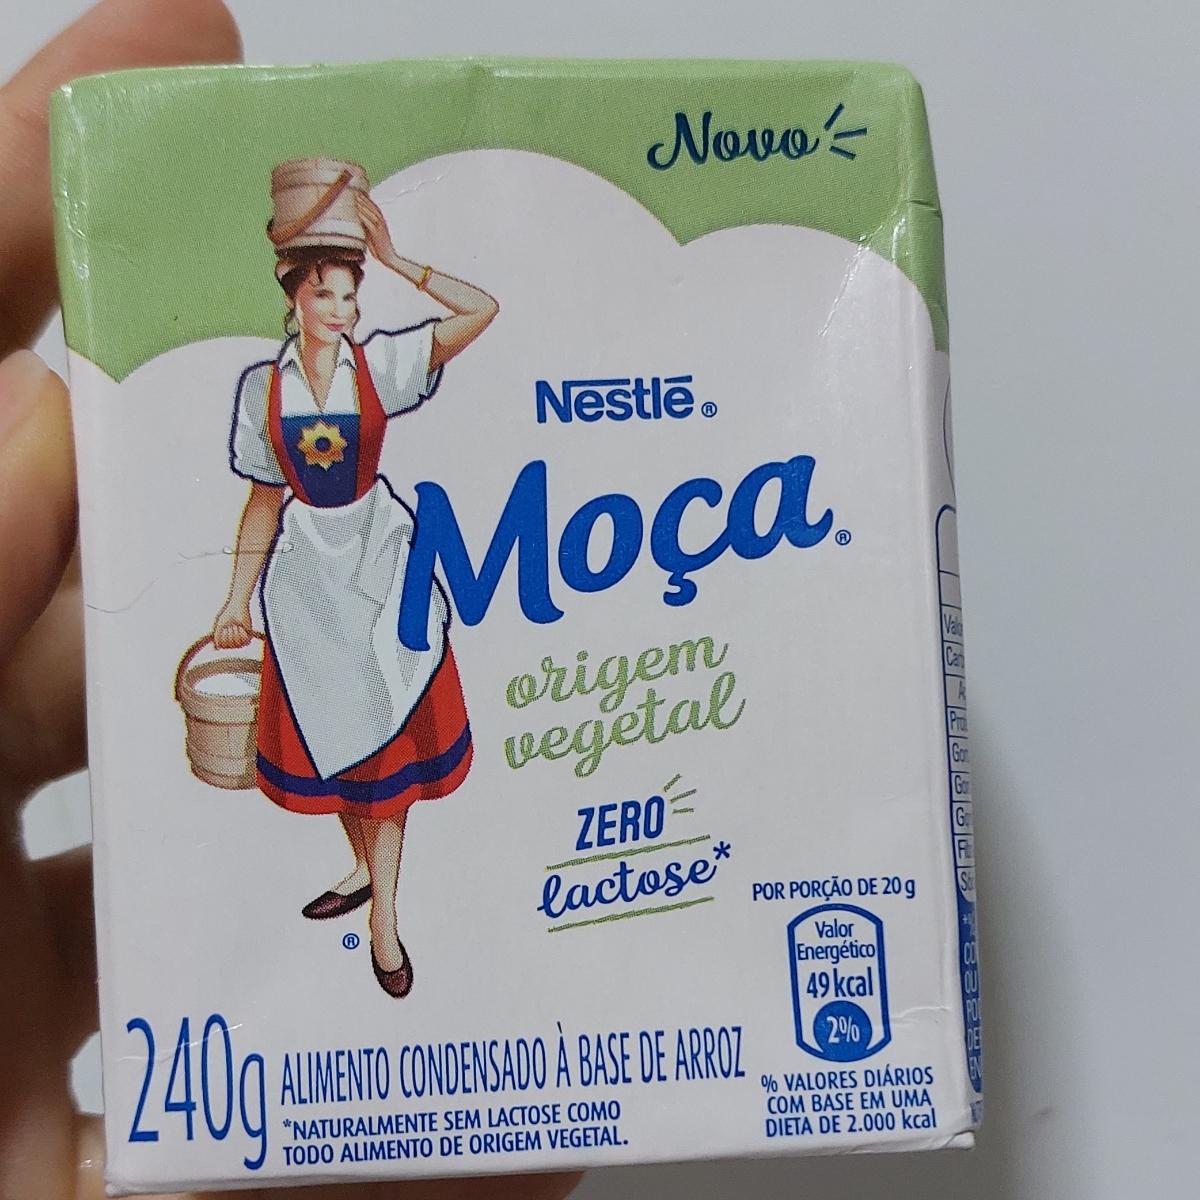 Novo
Nestlé®
Moça®
origem
vegetal
ZERO
lactose*
POR PORÇÃO DE 20 g
Valor
Energético
49 kcal
2%
% VALORES DIÁRIOS
COM BASE EM UMA
DIETA DE 2.000 kcal
®
240g
ALIMENTO CONDENSADO À BASE DE ARROZ
*NATURALMENTE SEM LACTOSE COMO
TODO ALIMENTO DE ORIGEM VEGETAL.